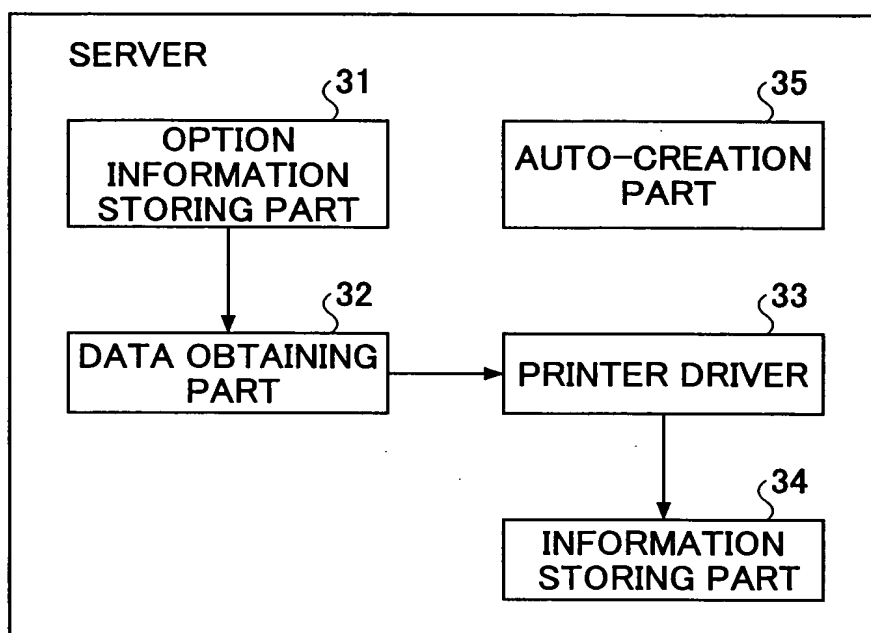 SERVER
31
OPTION
INFORMATION
STORING PART
35
AUTO-CREATION
PART
32
DATA OBTAINING
PART
33
PRINTER DRIVER
34
INFORMATION
STORING PART